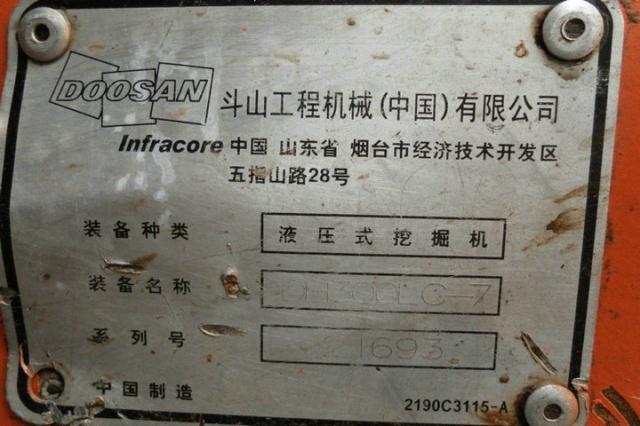 DOOSAN 斗山工程机械(中国)有限公司
Infracore 中国 山东省 烟台市经济技术开发区
五指山路28号
装备种类 液压式挖掘机
装备名称 DH300LC-7
系列号 1693
中国制造 2190C3115-A